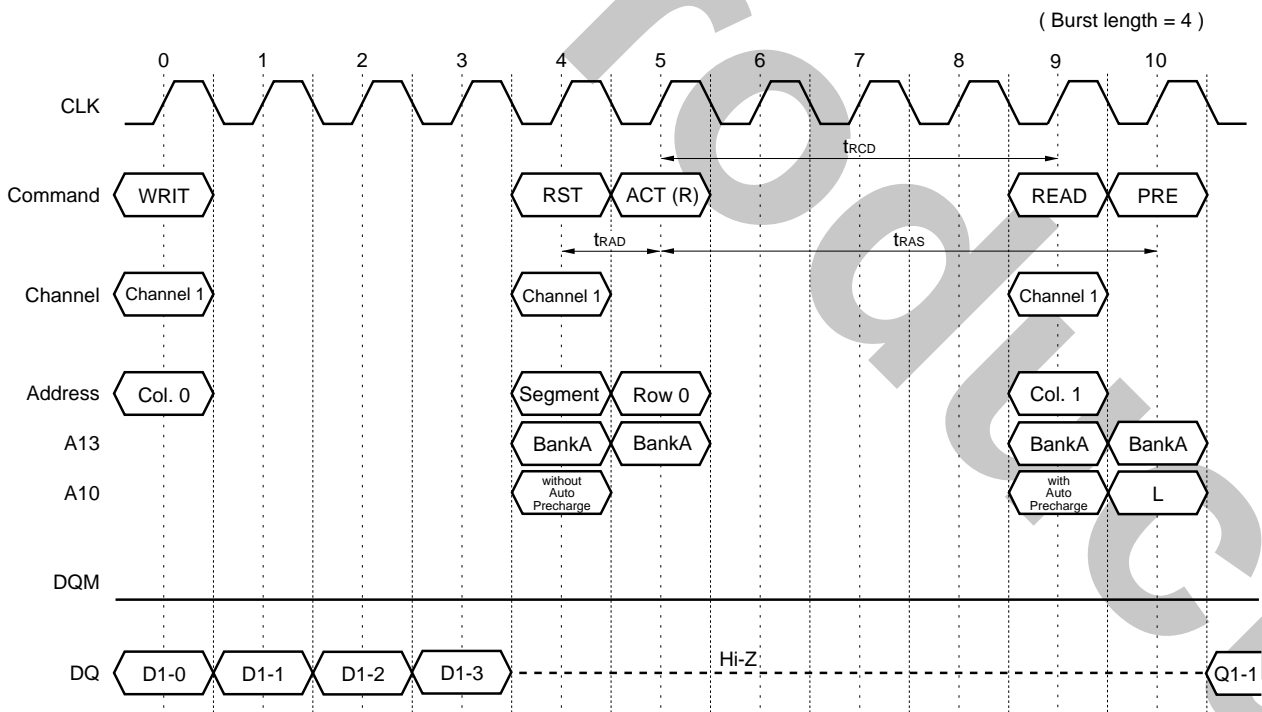 ( Burst length = 4 )
0 1 2 3 4 5 6 7 8 9 10
CLK
tRCD
Command WRIT RST ACT (R) READ PRE
tRAD tRAS
Channel Channel 1 Channel 1 Channel 1
Address Col. 0 Segment Row 0 Col. 1
A13 BankA BankA BankA BankA
A10 without Auto Precharge with Auto Precharge L
DQM
Hi-Z
DQ D1-0 D1-1 D1-2 D1-3 Q1-1
roduc